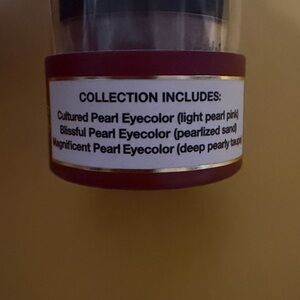 COLLECTION INCLUDES:
Cultured Pearl Eyecolor (light pearl pink)
Blissful Pearl Eyecolor (pearlized sand)
Magnificent Pearl Eyecolor (deep pearly taupe